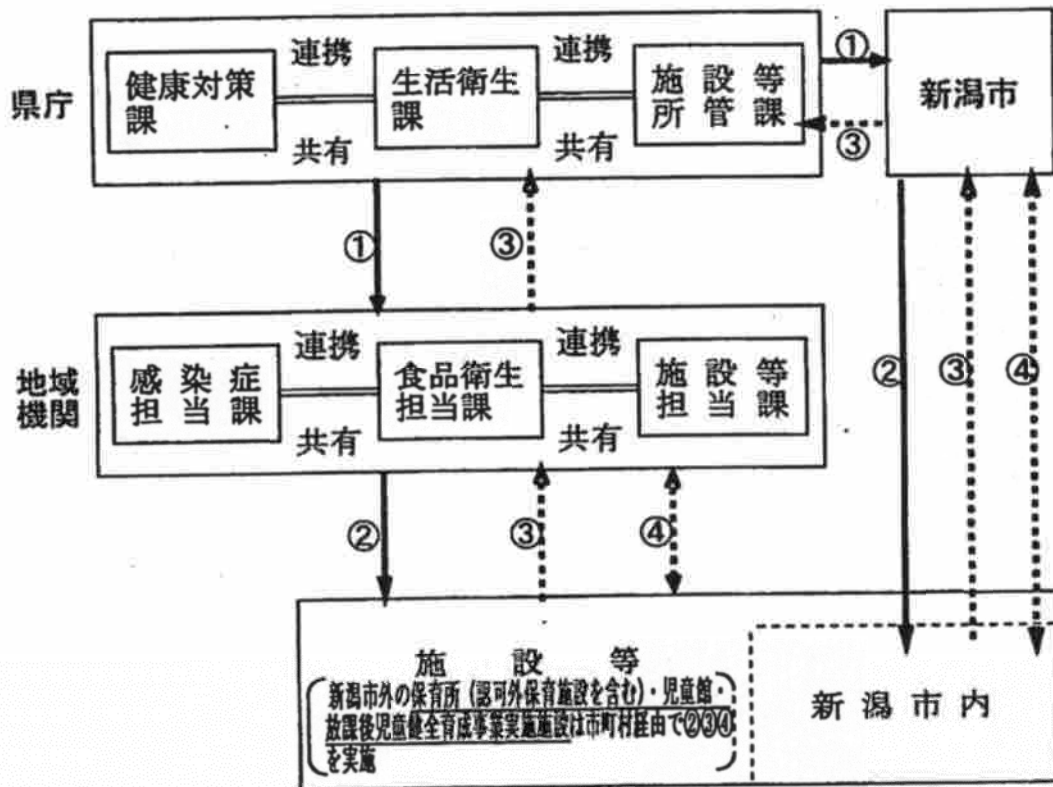 県庁
連携
連携
健康対策
課
生活衛生
課
施設等
所管課
共有
共有
①
新潟市
③
①
③
地域
機関
連携
連携
感染症
担当課
食品衛生
担当課
施設等
担当課
共有
共有
②
③
④
②
③
④
施設等
新潟市外の保育所(認可外保育施設を含む)・児童館・
放課後児童健全育成事業実施施設は市町村経由で②③④
を実施
新潟市内